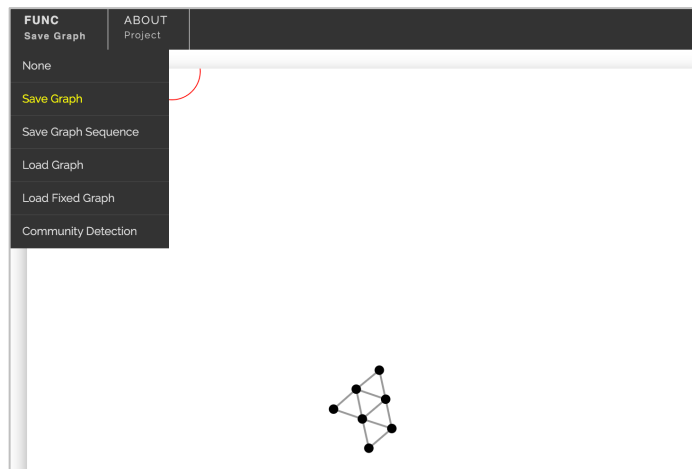 FUNC
Save Graph
ABOUT
Project
None
Save Graph
Save Graph Sequence
Load Graph
Load Fixed Graph
Community Detection